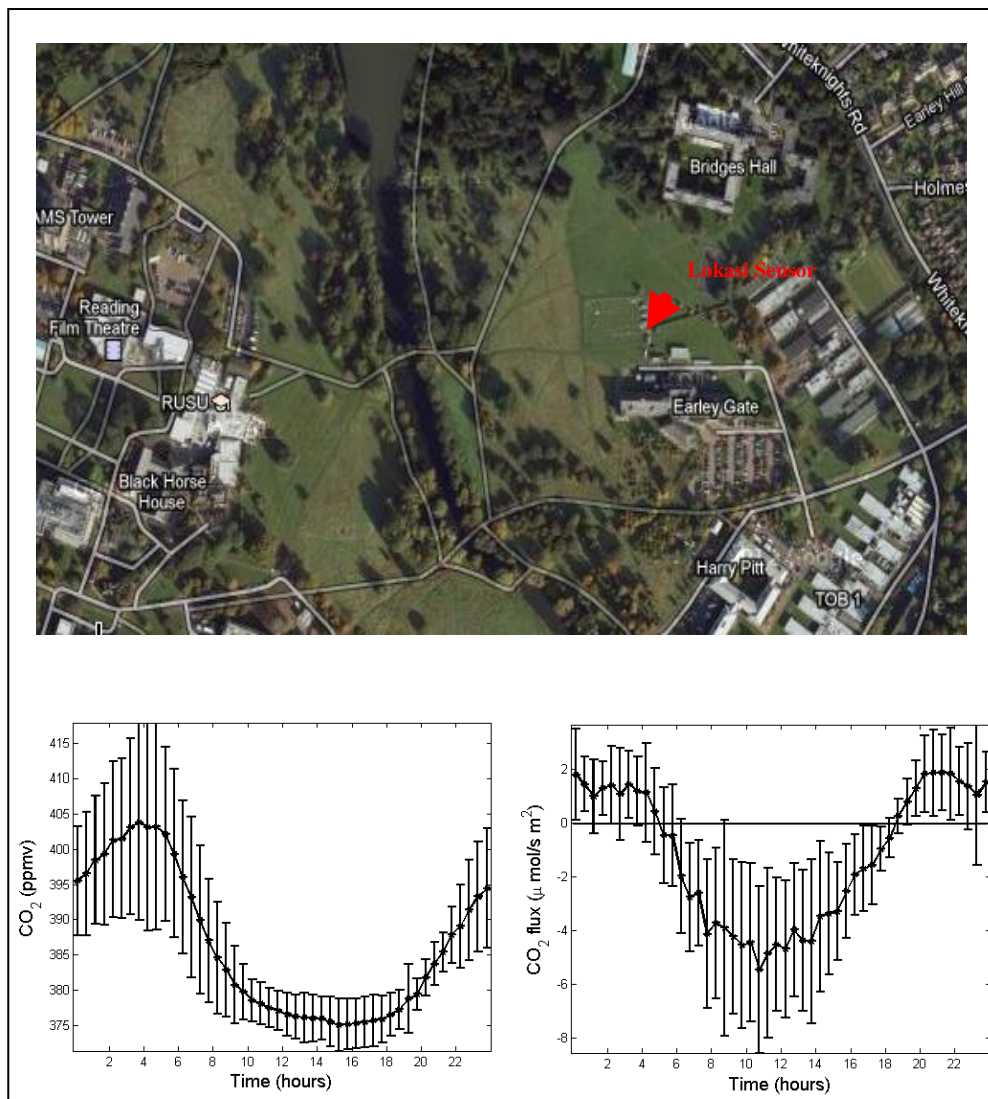 Whiteknights Rd
Earley Hill
Bridges Hall
Holmes
AMS Tower
Lokasi Sensor
Whitekn
Reading
Film Theatre
RUSU
Earley Gate
Black Horse
House
Harry Pitt
TOB 1
415
410
405
400
395
390
385
380
375
CO2 (ppmv)
2 4 6 8 10 12 14 16 18 20 22
Time (hours)
2
0
-2
-4
-6
-8
CO2 flux (μ mol/s m2)
2 4 6 8 10 12 14 16 18 20 22
Time (hours)